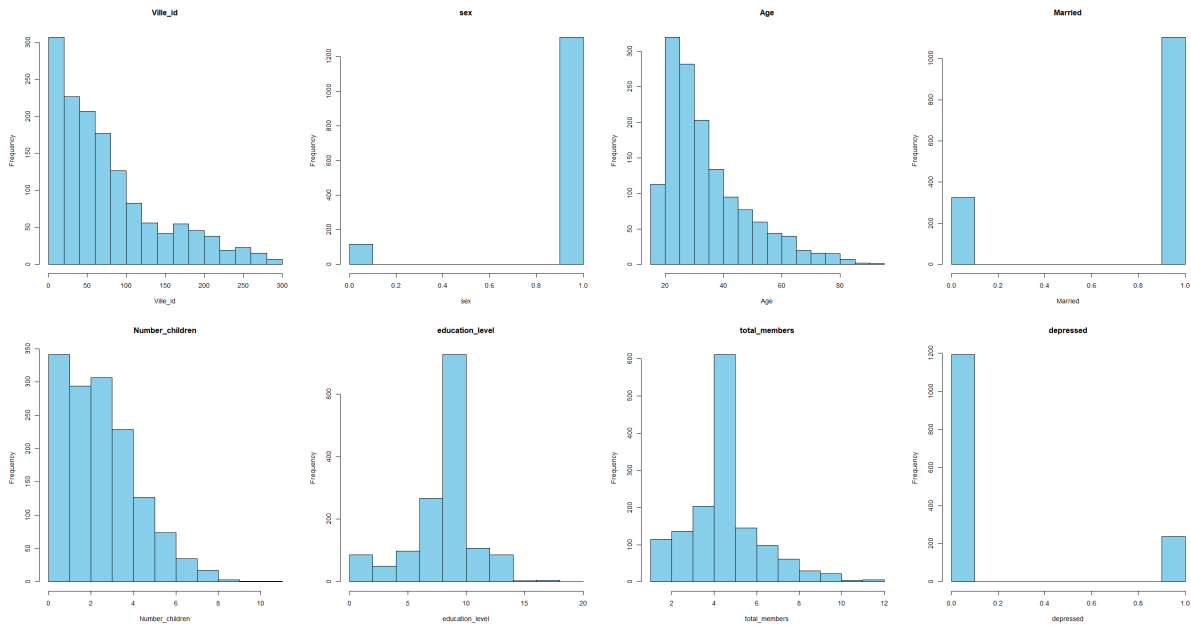 Ville_id
sex
Age
Married
Frequency
0 50 100 150 200 250 300
0 50 100 150 200 250 300
Ville_id
Frequency
0 200 400 600 800 1000 1200
0.0 0.2 0.4 0.6 0.8 1.0
sex
Frequency
0 50 100 150 200 250 300
20 40 60 80
Age
Frequency
0 200 400 600 800 1000
0.0 0.2 0.4 0.6 0.8 1.0
Married
Number_children
education_level
total_members
depressed
Frequency
0 50 100 150 200 250 300 350
0 2 4 6 8 10
Number_children
Frequency
0 200 400 600
0 5 10 15 20
education_level
Frequency
0 100 200 300 400 500 600
2 4 6 8 10 12
total_members
Frequency
0 200 400 600 800 1000 1200
0.0 0.2 0.4 0.6 0.8 1.0
depressed